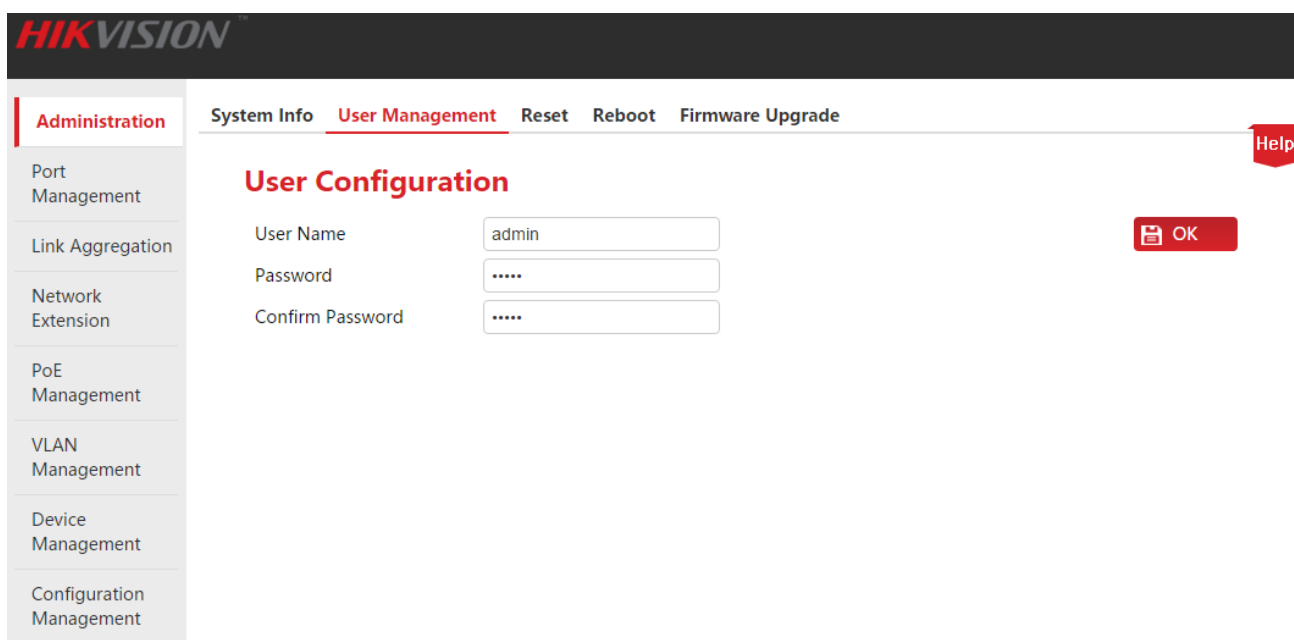 HIKVISION™
Administration
System Info User Management Reset Reboot Firmware Upgrade
Help
Port
Management
Link Aggregation
Network
Extension
PoE
Management
VLAN
Management
Device
Management
Configuration
Management
User Configuration
User Name admin
OK
Password •••••
Confirm Password •••••